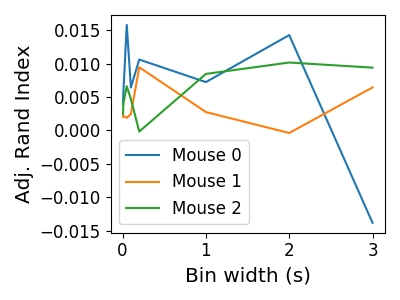 0.015
0.010
0.005
0.000
−0.005
−0.010
−0.015
Adj. Rand Index
Mouse 0
Mouse 1
Mouse 2
0 1 2 3
Bin width (s)